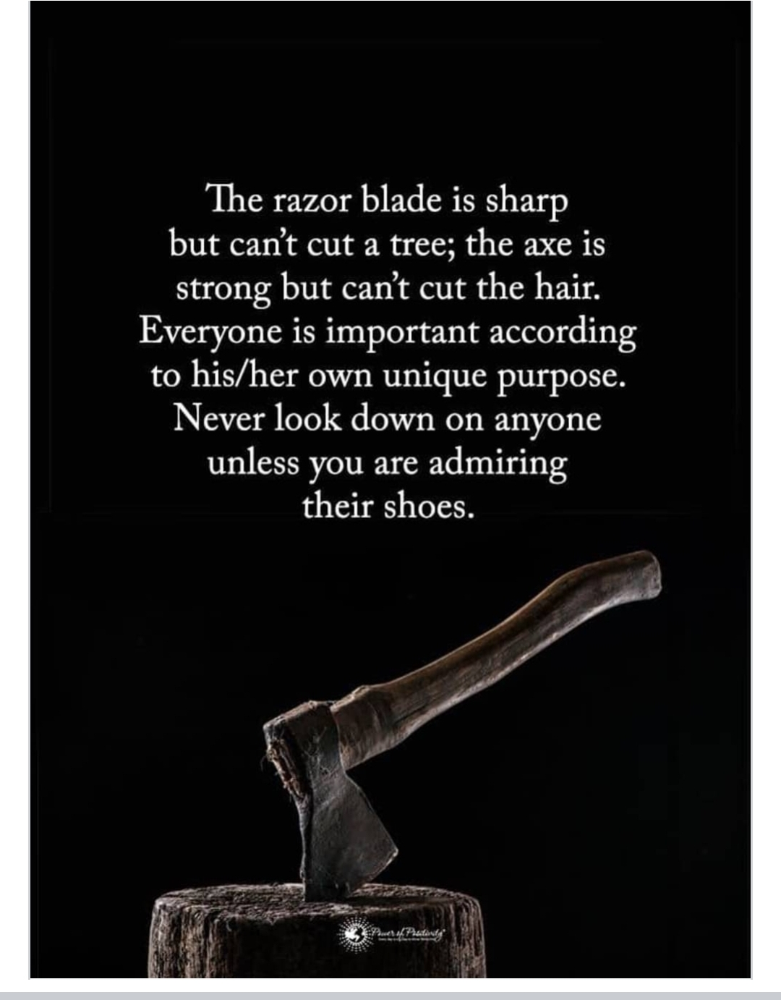 The razor blade is sharp
but can’t cut a tree; the axe is
strong but can’t cut the hair.
Everyone is important according
to his/her own unique purpose.
Never look down on anyone
unless you are admiring
their shoes.
Power of Positivity